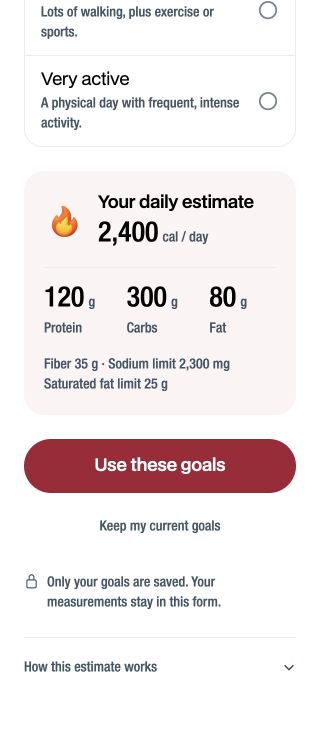 Lots of walking, plus exercise or
sports.
Very active
A physical day with frequent, intense
activity.
Your daily estimate
2,400 cal / day
120 g
300 g
80 g
Protein
Carbs
Fat
Fiber 35 g · Sodium limit 2,300 mg
Saturated fat limit 25 g
Use these goals
Keep my current goals
Only your goals are saved. Your
measurements stay in this form.
How this estimate works